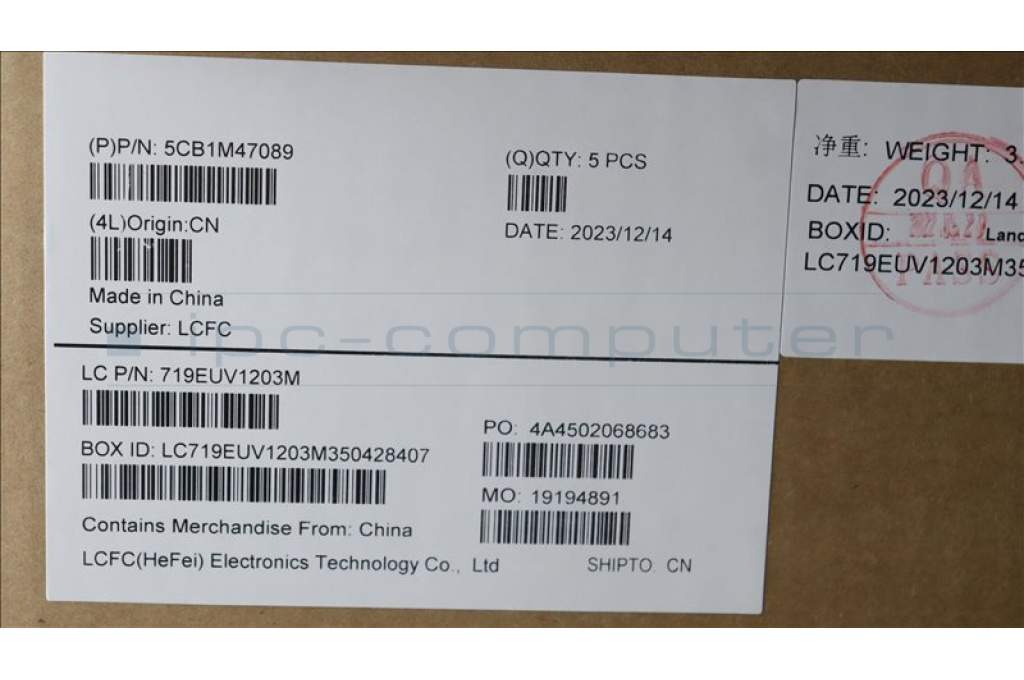 (P)P/N: 5CB1M47089
(Q)QTY: 5 PCS
(4L)Origin:CN
DATE: 2023/12/14
Made in China
Supplier: LCFC
LC P/N: 719EUV1203M
PO: 4A4502068683
BOX ID: LC719EUV1203M350428407
MO: 19194891
Contains Merchandise From: China
LCFC(HeFei) Electronics Technology Co., Ltd
SHIPTO: CN
净重: WEIGHT: 3.
DATE: 2023/12/14
BOXID:
LC719EUV1203M35
QA
PASS
ipc-computer